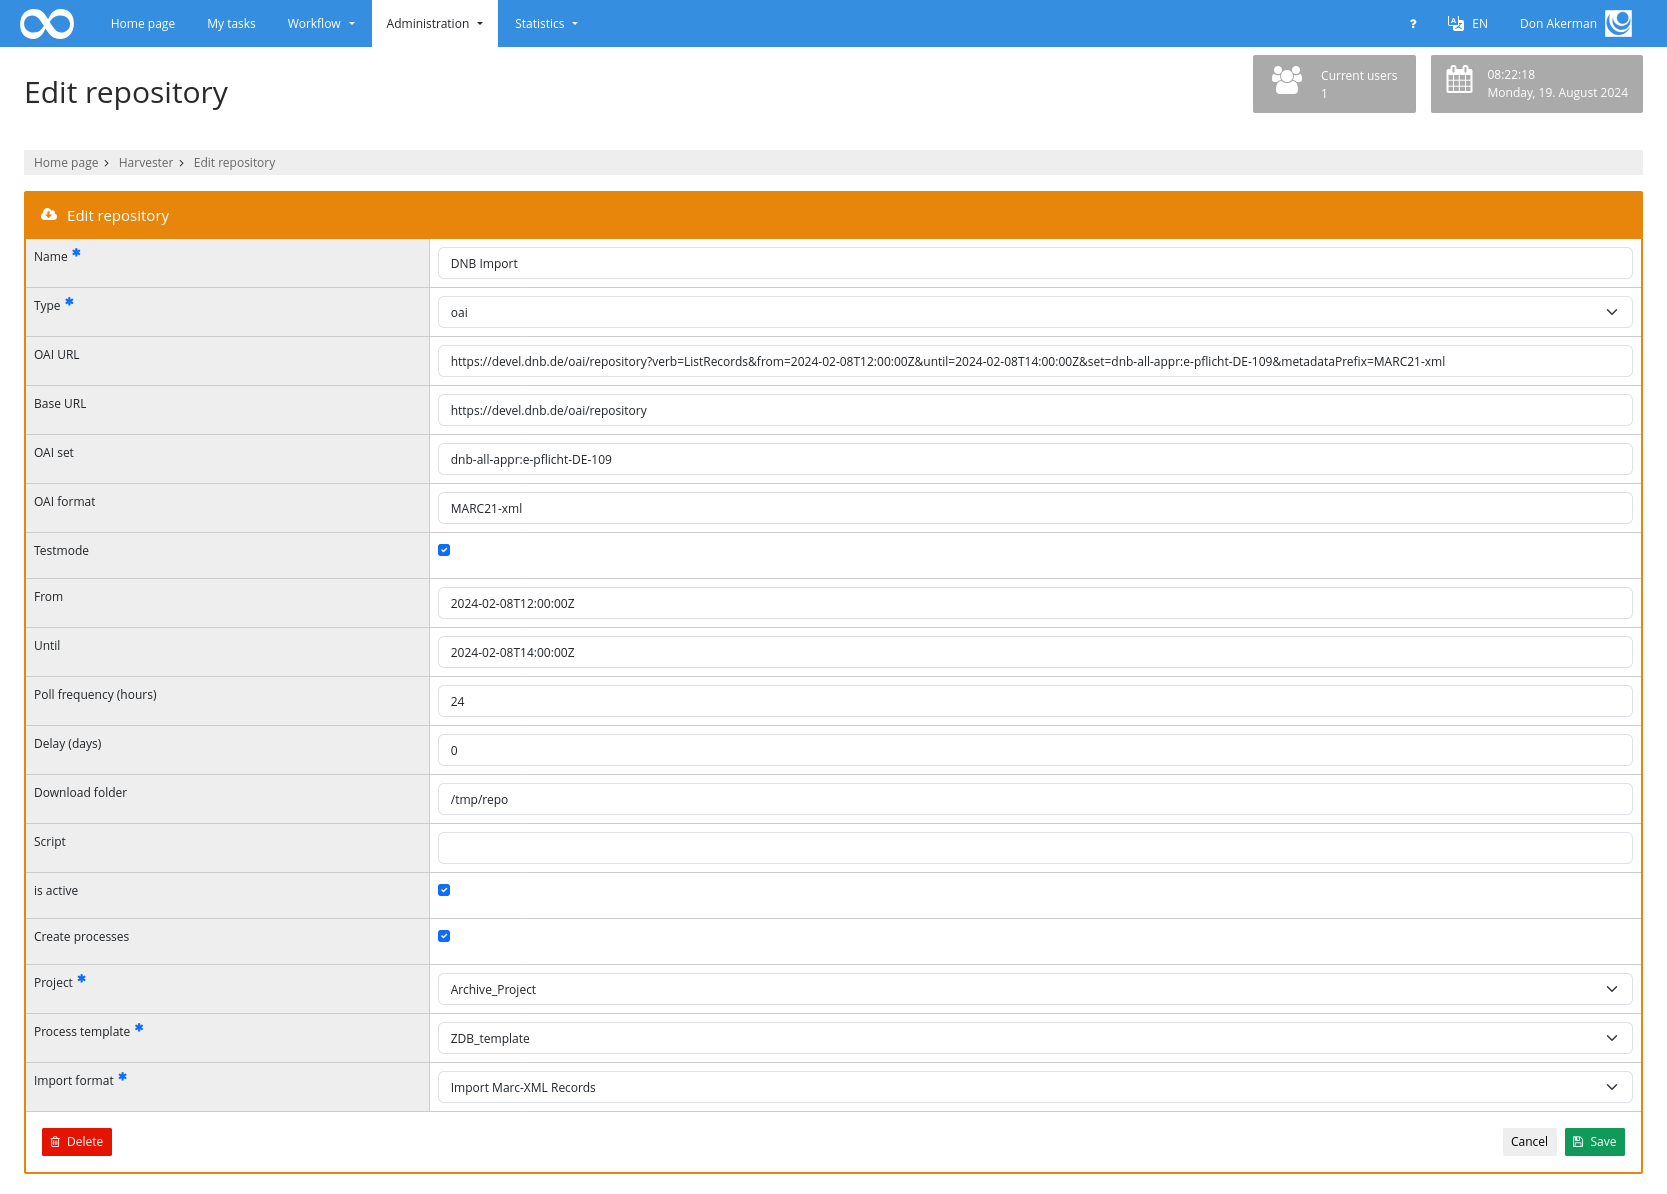 Home page
My tasks
Workflow
Administration
Statistics
?
EN
Don Akerman
Edit repository
Current users
1
08:22:18
Monday, 19. August 2024
Home page
Harvester
Edit repository
Edit repository
Name *
DNB Import
Type *
oai
OAI URL
https://devel.dnb.de/oai/repository?verb=ListRecords&from=2024-02-08T12:00:00Z&until=2024-02-08T14:00:00Z&set=dnb-all-appr:e-pflicht-DE-109&metadataPrefix=MARC21-xml
Base URL
https://devel.dnb.de/oai/repository
OAI set
dnb-all-appr:e-pflicht-DE-109
OAI format
MARC21-xml
Testmode
From
2024-02-08T12:00:00Z
Until
2024-02-08T14:00:00Z
Poll frequency (hours)
24
Delay (days)
0
Download folder
/tmp/repo
Script
is active
Create processes
Project *
Archive_Project
Process template *
ZDB_template
Import format *
Import Marc-XML Records
Delete
Cancel
Save